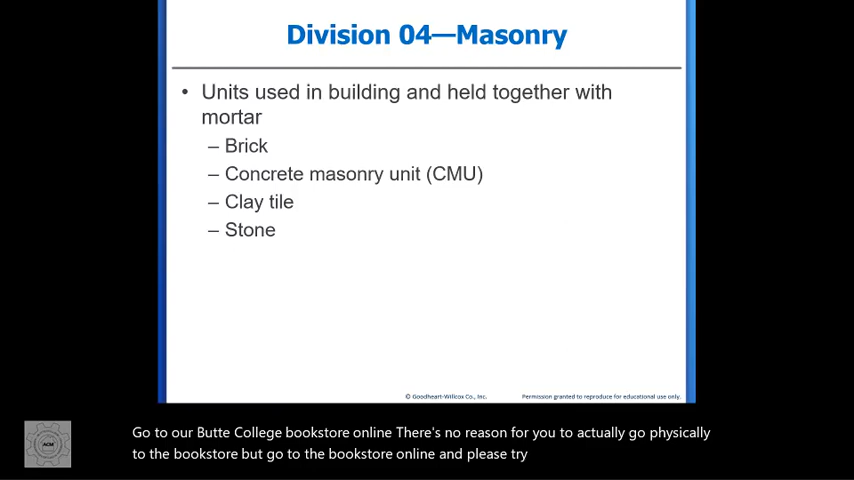 Division 04—Masonry
• Units used in building and held together with
mortar
– Brick
– Concrete masonry unit (CMU)
– Clay tile
– Stone
© Goodheart-Willcox Co., Inc. Permission granted to reproduce for educational use only.
ACM
Go to our Butte College bookstore online There's no reason for you to actually go physically
to the bookstore but go to the bookstore online and please try